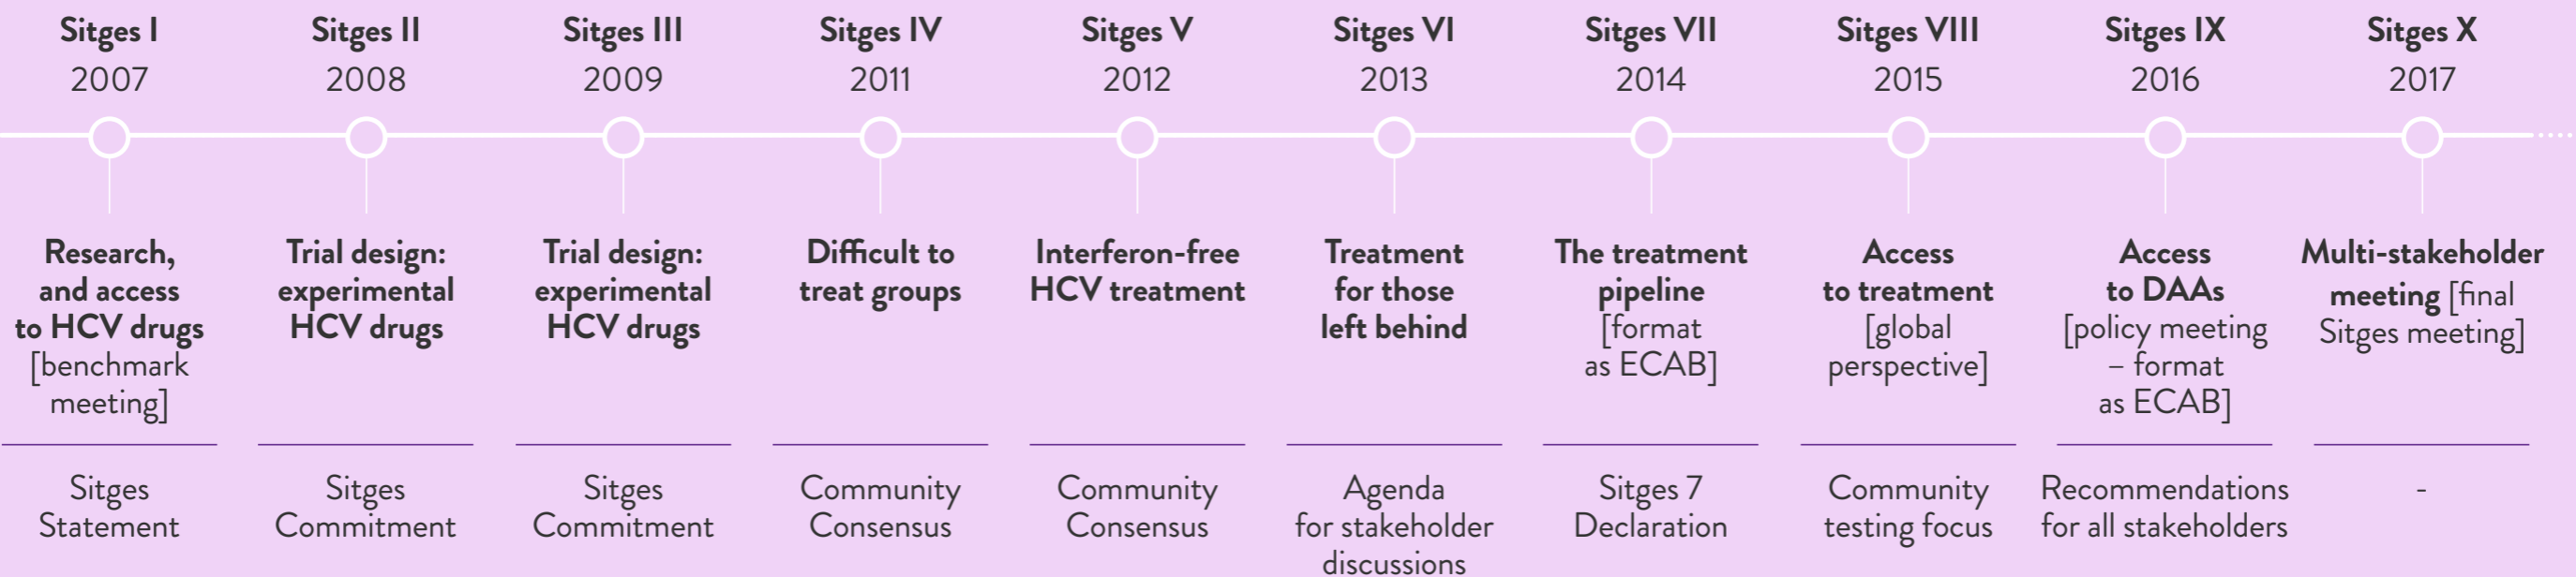 Sitges I
2007
Research,
and access
to HCV drugs
[benchmark
meeting]
Sitges
Statement
Sitges II
2008
Trial design:
experimental
HCV drugs
Sitges
Commitment
Sitges III
2009
Trial design:
experimental
HCV drugs
Sitges
Commitment
Sitges IV
2011
Difficult to
treat groups
Community
Consensus
Sitges V
2012
Interferon-free
HCV treatment
Community
Consensus
Sitges VI
2013
Treatment
for those
left behind
Agenda
for stakeholder
discussions
Sitges VII
2014
The treatment
pipeline
[format
as ECAB]
Sitges 7
Declaration
Sitges VIII
2015
Access
to treatment
[global
perspective]
Community
testing focus
Sitges IX
2016
Access
to DAAs
[policy meeting
– format
as ECAB]
Recommendations
for all stakeholders
Sitges X
2017
Multi-stakeholder
meeting [final
Sitges meeting]
-